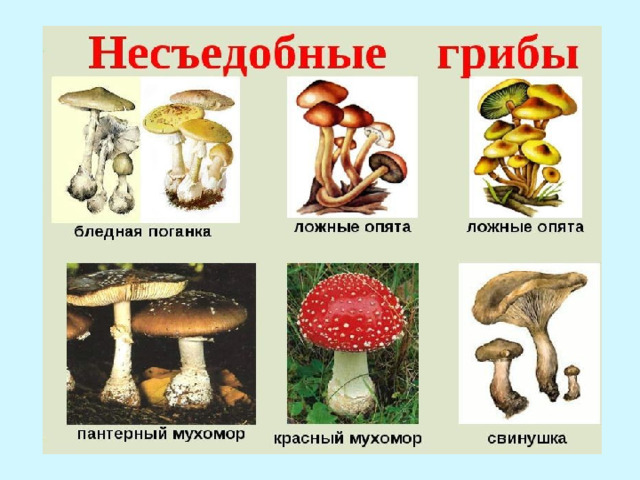 Несъедобные грибы
бледная поганка
ложные опята
ложные опята
пантерный мухомор
красный мухомор
свинушка